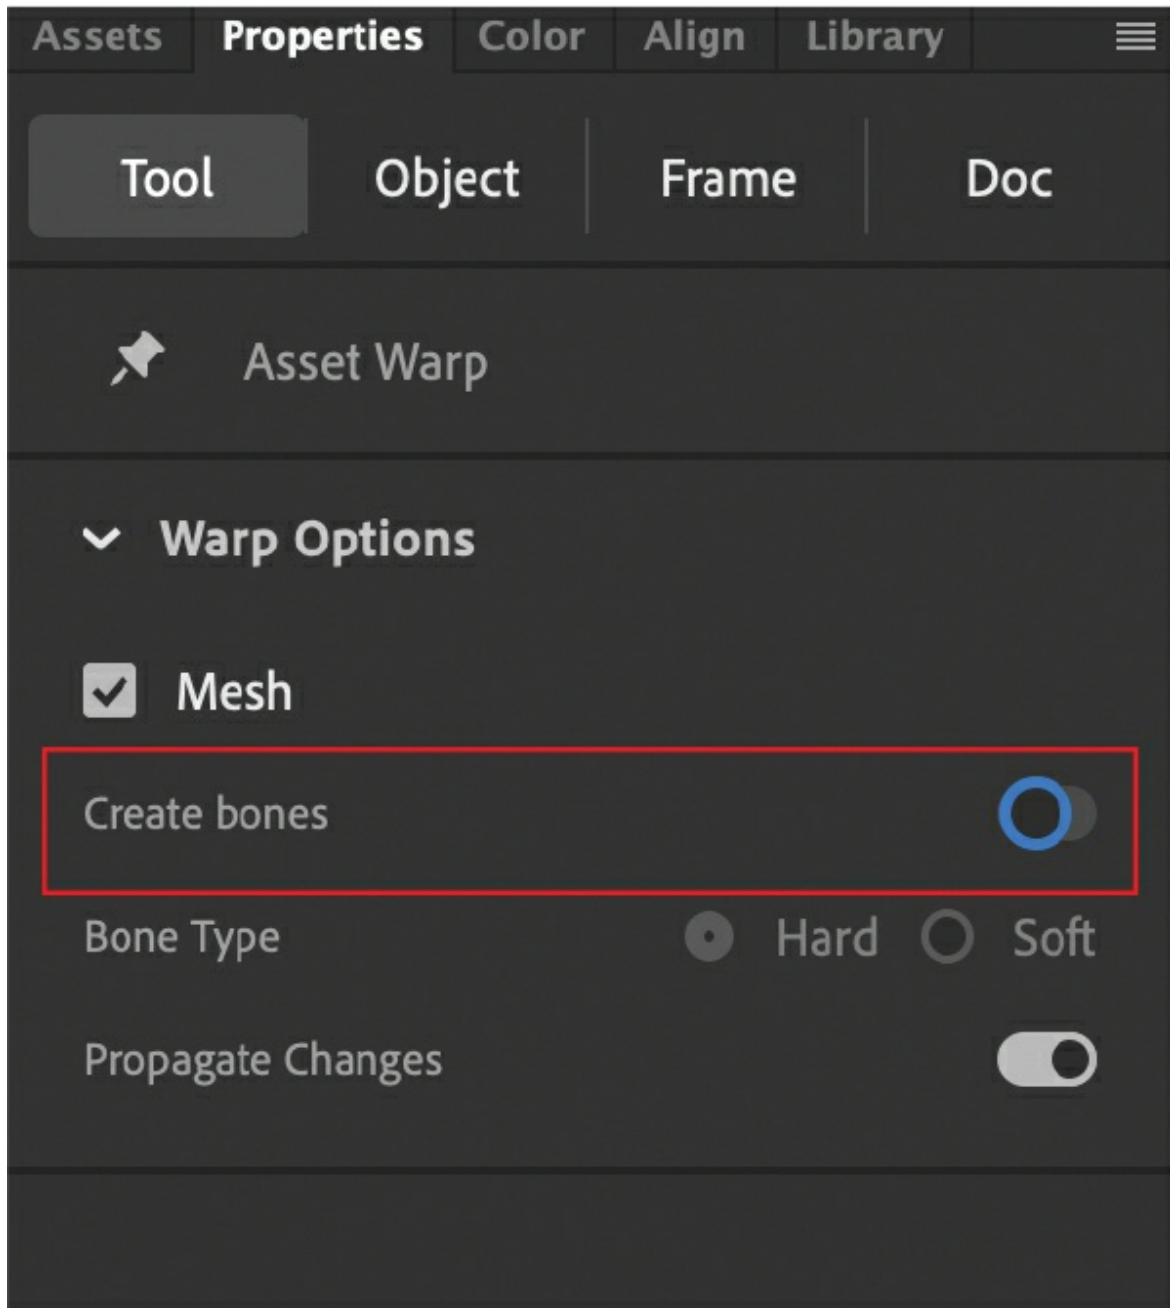 Assets Properties Color Align Library
Tool Object Frame Doc
Asset Warp
Warp Options
Mesh
Create bones
Bone Type Hard Soft
Propagate Changes